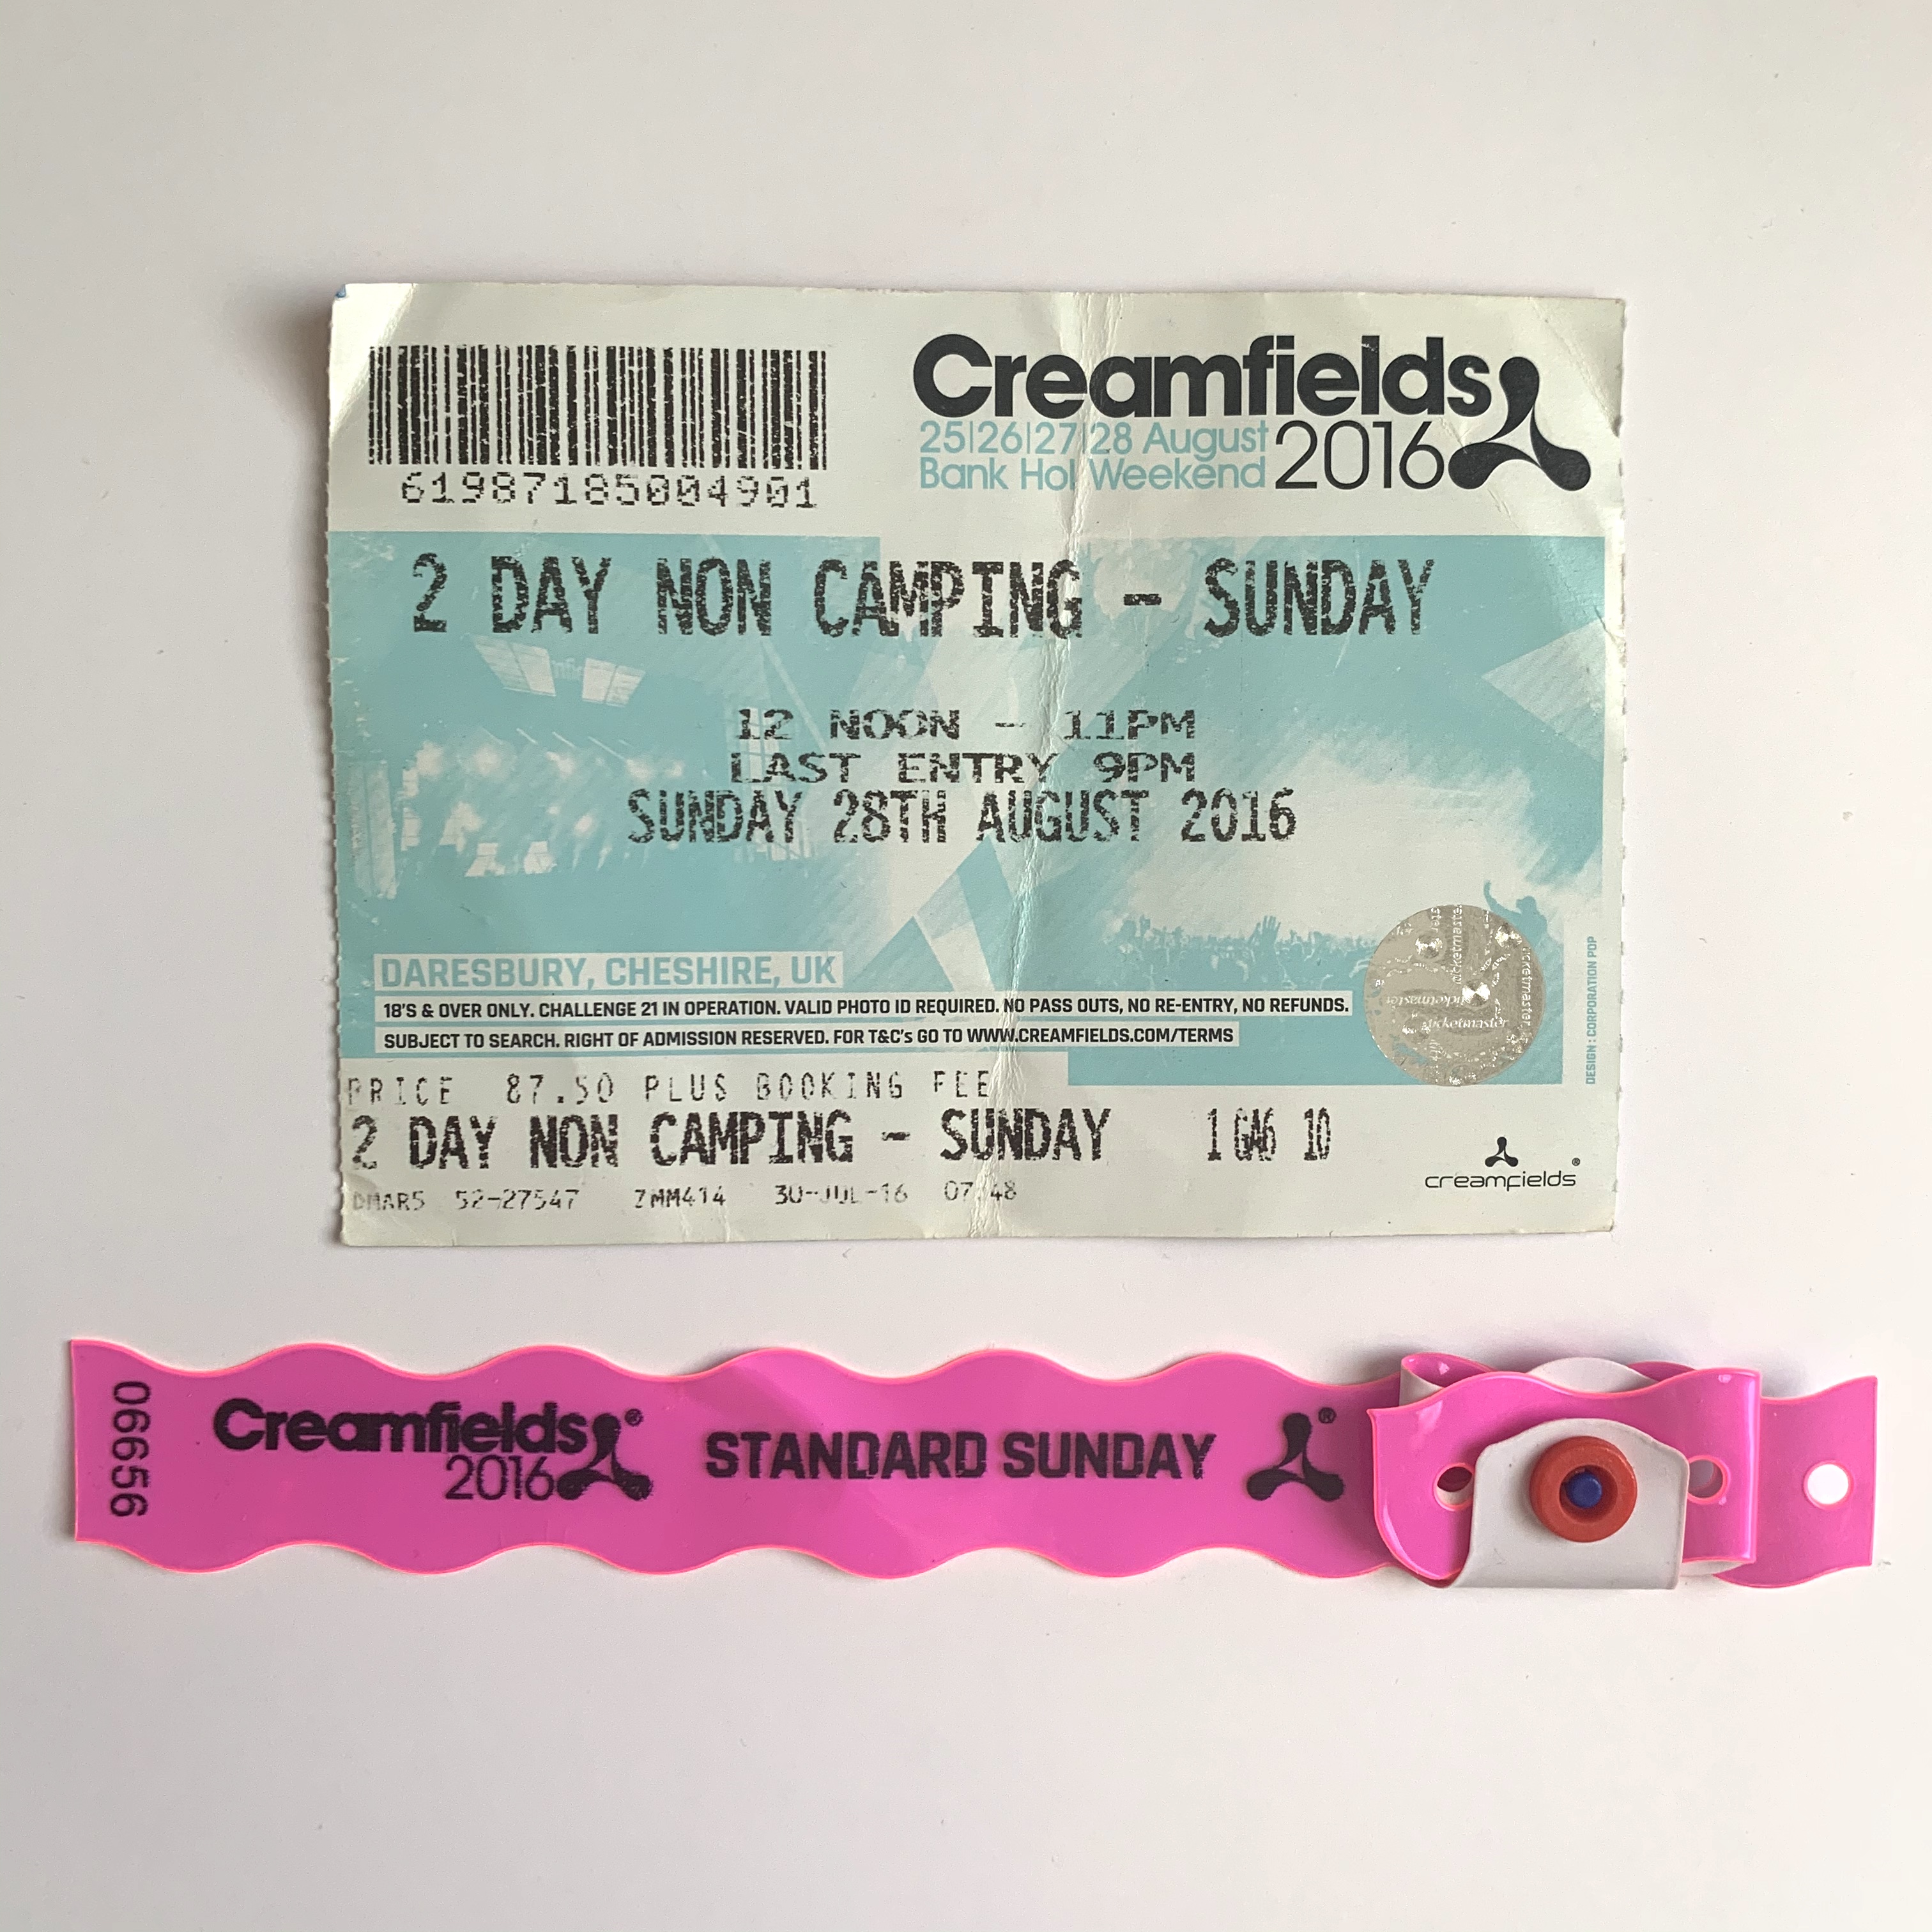 61987185004901
Creamfields
25|26|27|28 August
Bank Hol Weekend
2016
2 DAY NON CAMPING - SUNDAY
12 NOON - 11PM
LAST ENTRY 9PM
SUNDAY 28TH AUGUST 2016
DARESBURY, CHESHIRE, UK
18'S & OVER ONLY. CHALLENGE 21 IN OPERATION. VALID PHOTO ID REQUIRED. NO PASS OUTS, NO RE-ENTRY, NO REFUNDS.
SUBJECT TO SEARCH. RIGHT OF ADMISSION RESERVED. FOR T&C's GO TO WWW.CREAMFIELDS.COM/TERMS
ticketmaster
DESIGN : CORPORATION POP
PRICE 87.50 PLUS BOOKING FEE
2 DAY NON CAMPING - SUNDAY 1 GA6 10
52-27547 ZMM414 30-JUL-16 07:48
creamfields®
06656
Creamfields®
2016
STANDARD SUNDAY
®